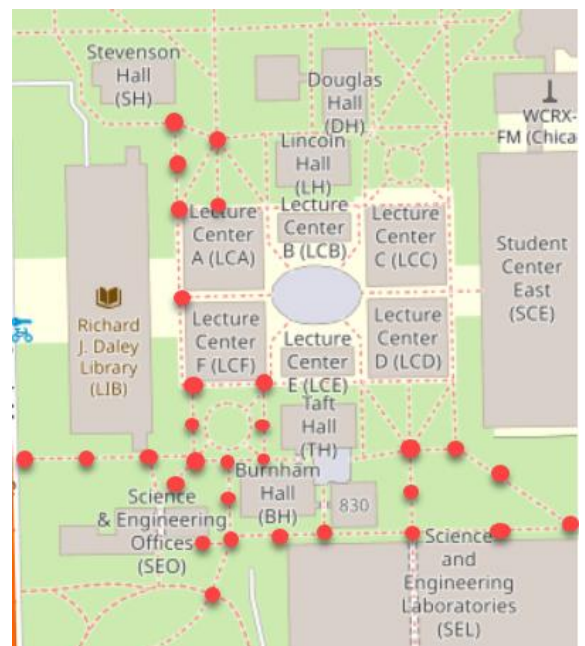 Stevenson
Hall
(SH)
Douglas
Hall
(DH)
WCRX-
FM (Chica
Lincoln
Hall
(LH)
Lecture
Center
A (LCA)
Lecture
Center
B (LCB)
Lecture
Center
C (LCC)
Student
Center
East
(SCE)
Richard
J. Daley
Library
(LIB)
Lecture
Center
F (LCF)
Lecture
Center
E (LCE)
Lecture
Center
D (LCD)
Taft
Hall
(TH)
Burnham
Hall
(BH)
830
Science
& Engineering
Offices
(SEO)
Science
and
Engineering
Laboratories
(SEL)